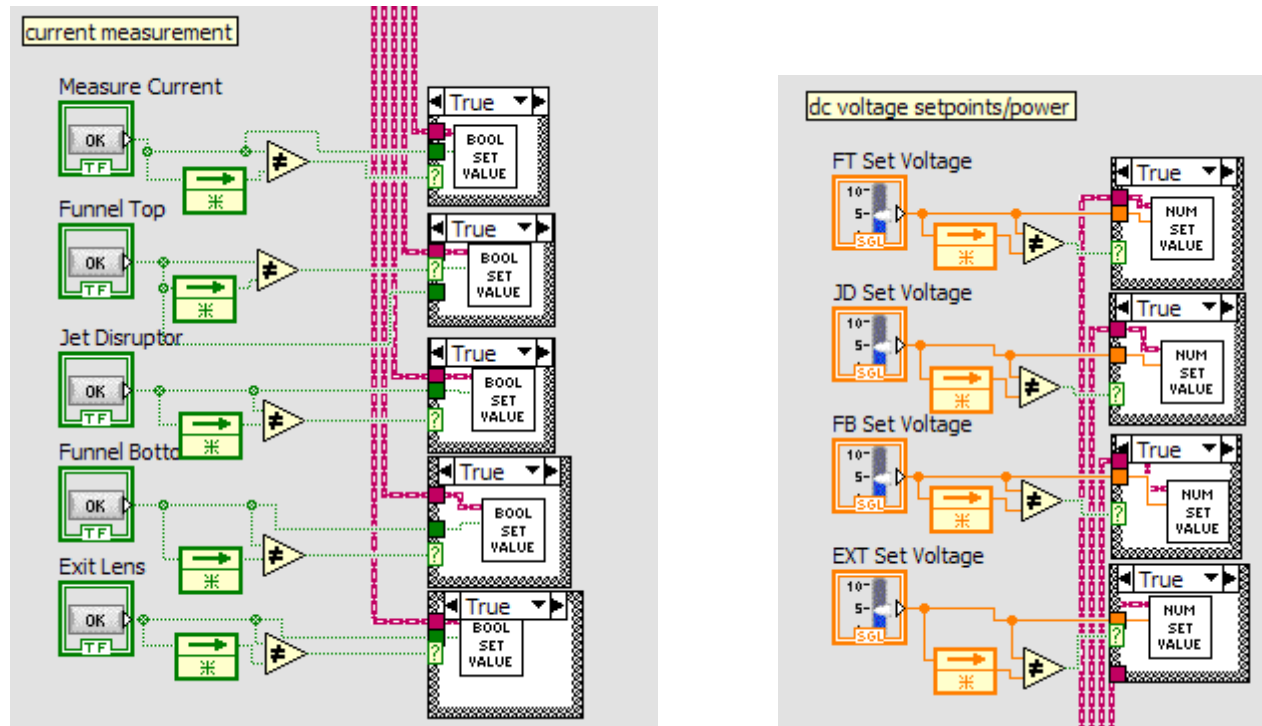 current measurement
Measure Current
OK
TF
True
BOOL
SET
VALUE
?
≠
Funnel Top
OK
TF
True
BOOL
SET
VALUE
?
≠
Jet Disruptor
OK
TF
True
BOOL
SET
VALUE
?
≠
Funnel Botto
OK
TF
True
BOOL
SET
VALUE
?
≠
Exit Lens
OK
TF
True
BOOL
SET
VALUE
?
≠
dc voltage setpoints/power
FT Set Voltage
10-
5-
SGL
True
NUM
SET
VALUE
?
≠
JD Set Voltage
10-
5-
SGL
True
NUM
SET
VALUE
?
≠
FB Set Voltage
10-
5-
SGL
True
NUM
SET
VALUE
?
≠
EXT Set Voltage
10-
5-
SGL
True
NUM
SET
VALUE
?
≠